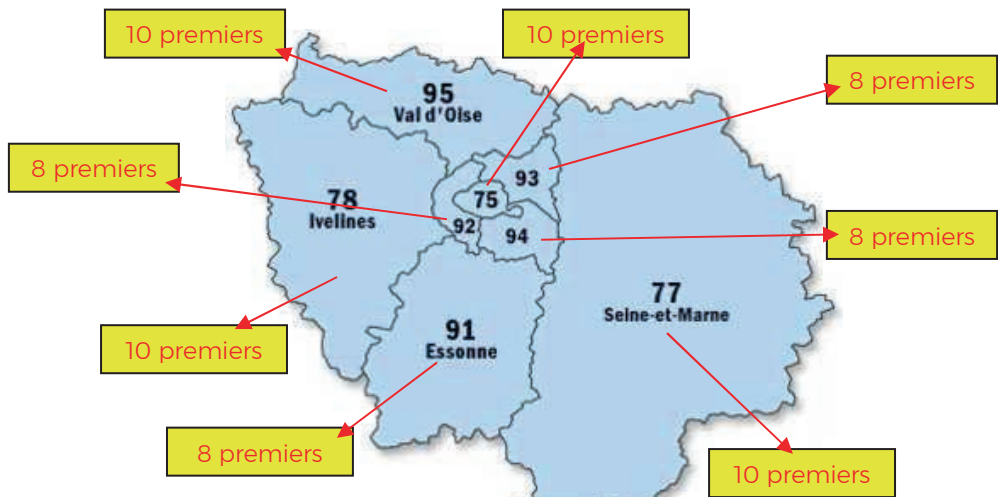 10 premiers
10 premiers
95
Val d'Oise
8 premiers
8 premiers
93
78
Ivelines
75
92
94
8 premiers
77
Seine-et-Marne
91
Essonne
10 premiers
8 premiers
10 premiers